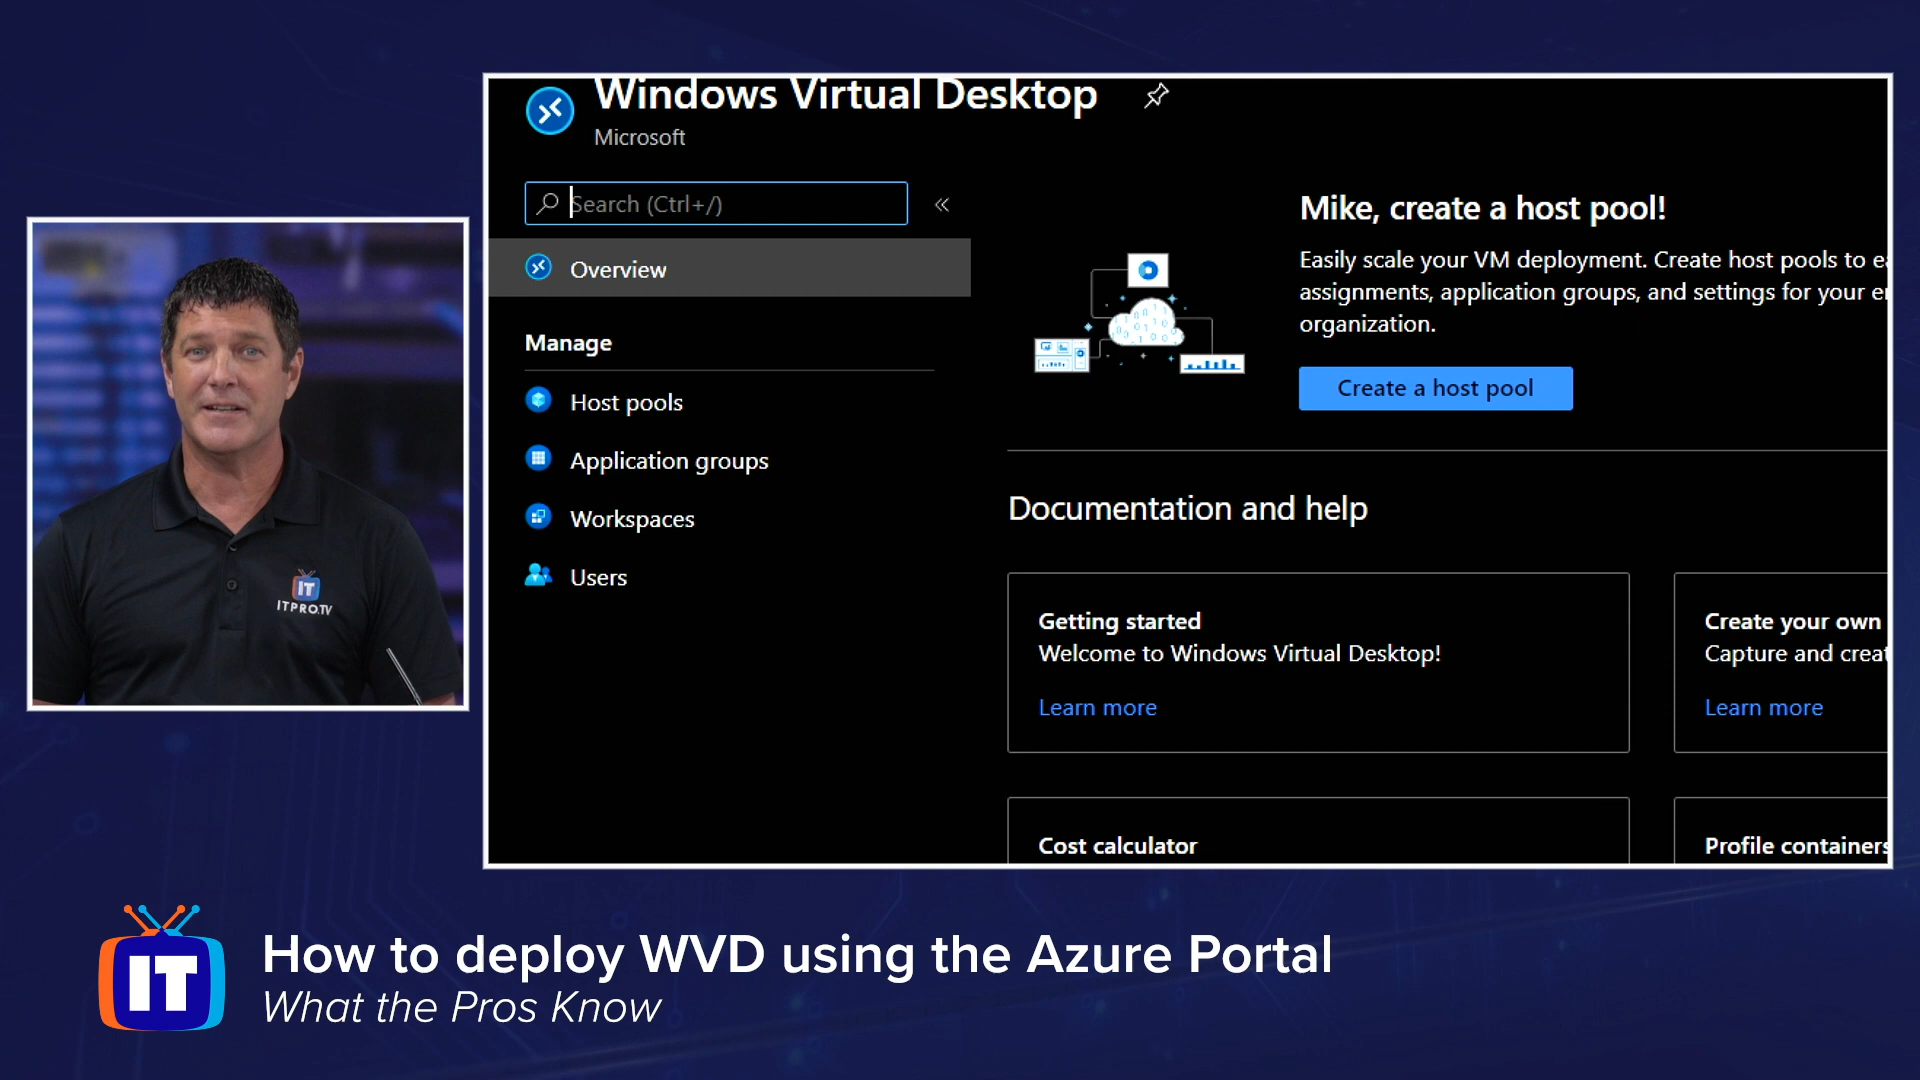 Windows Virtual Desktop
Microsoft
Search (Ctrl+/)
«
Overview
Manage
Host pools
Application groups
Workspaces
Users
Mike, create a host pool!
Easily scale your VM deployment. Create host pools to
assignments, application groups, and settings for your
organization.
Create a host pool
Documentation and help
Getting started
Welcome to Windows Virtual Desktop!
Learn more
Create your own
Capture and
Learn more
Cost calculator
Profile containers
IT
ITPRO.TV
IT
How to deploy WVD using the Azure Portal
What the Pros Know